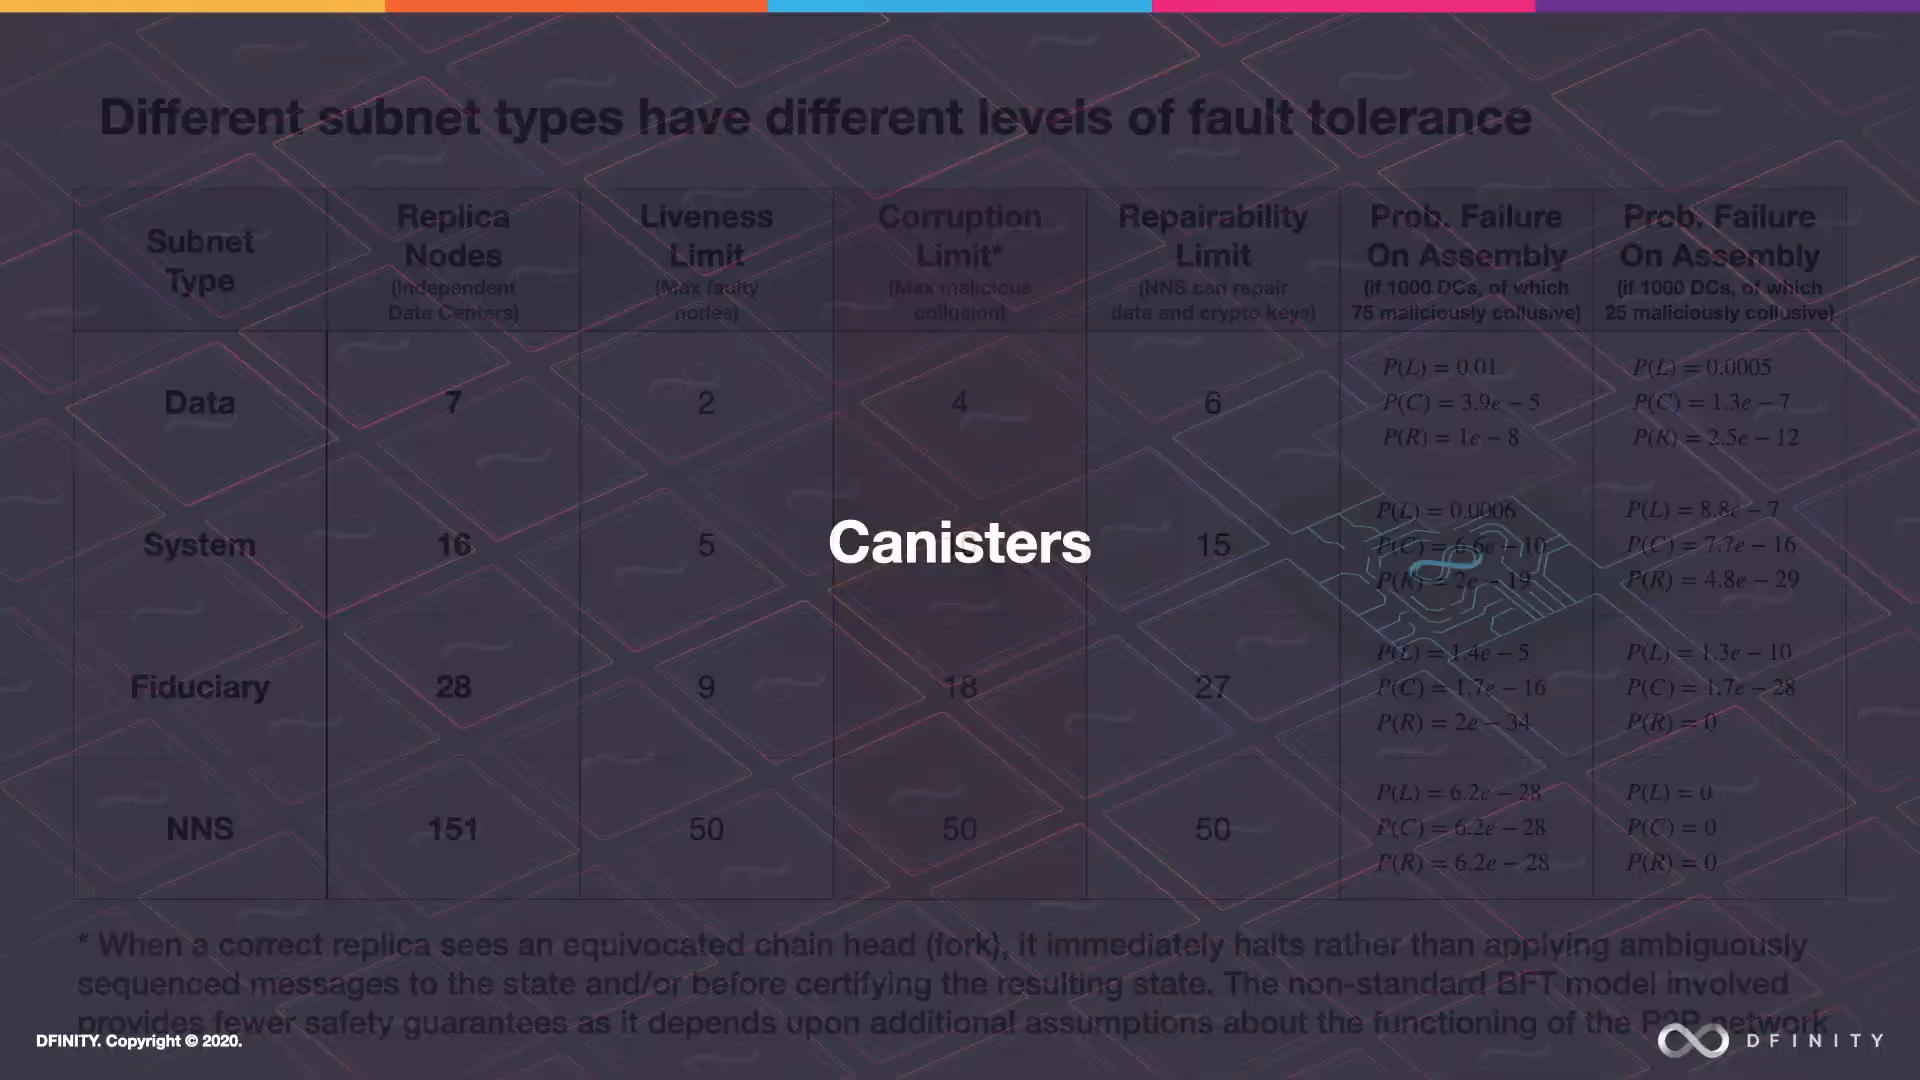 Different subnet types have different levels of fault tolerance
Subnet
Type
Replica
Nodes
(Independent
Data Centers)
Liveness
Limit
(Max faulty
nodes)
Corruption
Limit*
(Max malicious
collusion)
Repairability
Limit
(NNS can repair
data and crypto keys)
Prob. Failure
On Assembly
(if 1000 DCs, of which
75 maliciously collusive)
Prob. Failure
On Assembly
(if 1000 DCs, of which
25 maliciously collusive)
Data
7
2
4
6
P(L) = 0.01
P(C) = 3.9e − 5
P(R) = 1e − 8
P(L) = 0.0005
P(C) = 1.3e − 7
P(R) = 2.5e − 12
System
16
5
Canisters
15
P(L) = 0.0006
P(C) = 6.6e − 10
P(R) = 2e − 19
P(L) = 8.8e − 7
P(C) = 7.7e − 16
P(R) = 4.8e − 29
Fiduciary
28
9
18
27
P(L) = 1.4e − 5
P(C) = 1.7e − 16
P(R) = 2e − 34
P(L) = 1.3e − 10
P(C) = 1.7e − 28
P(R) = 0
NNS
151
50
50
50
P(L) = 6.2e − 28
P(C) = 6.2e − 28
P(R) = 6.2e − 28
P(L) = 0
P(C) = 0
P(R) = 0
* When a correct replica sees an equivocated chain head (fork), it immediately halts rather than applying ambiguously
sequenced messages to the state and/or before certifying the resulting state. The non-standard BFT model involved
provides fewer safety guarantees as it depends upon additional assumptions about the functioning of the P2P network
DFINITY. Copyright © 2020.
DFINITY